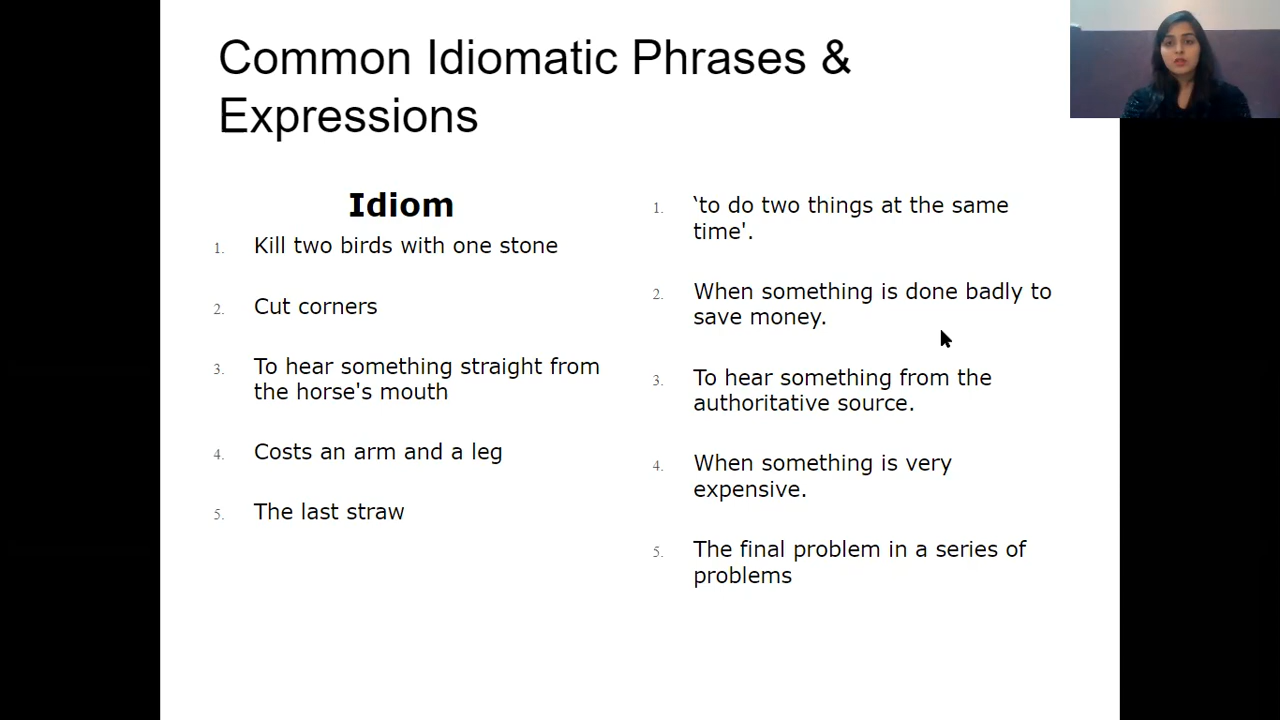 Common Idiomatic Phrases &
Expressions
Idiom
1. Kill two birds with one stone
2. Cut corners
3. To hear something straight from
the horse's mouth
4. Costs an arm and a leg
5. The last straw
1. ‘to do two things at the same
time'.
2. When something is done badly to
save money.
3. To hear something from the
authoritative source.
4. When something is very
expensive.
5. The final problem in a series of
problems